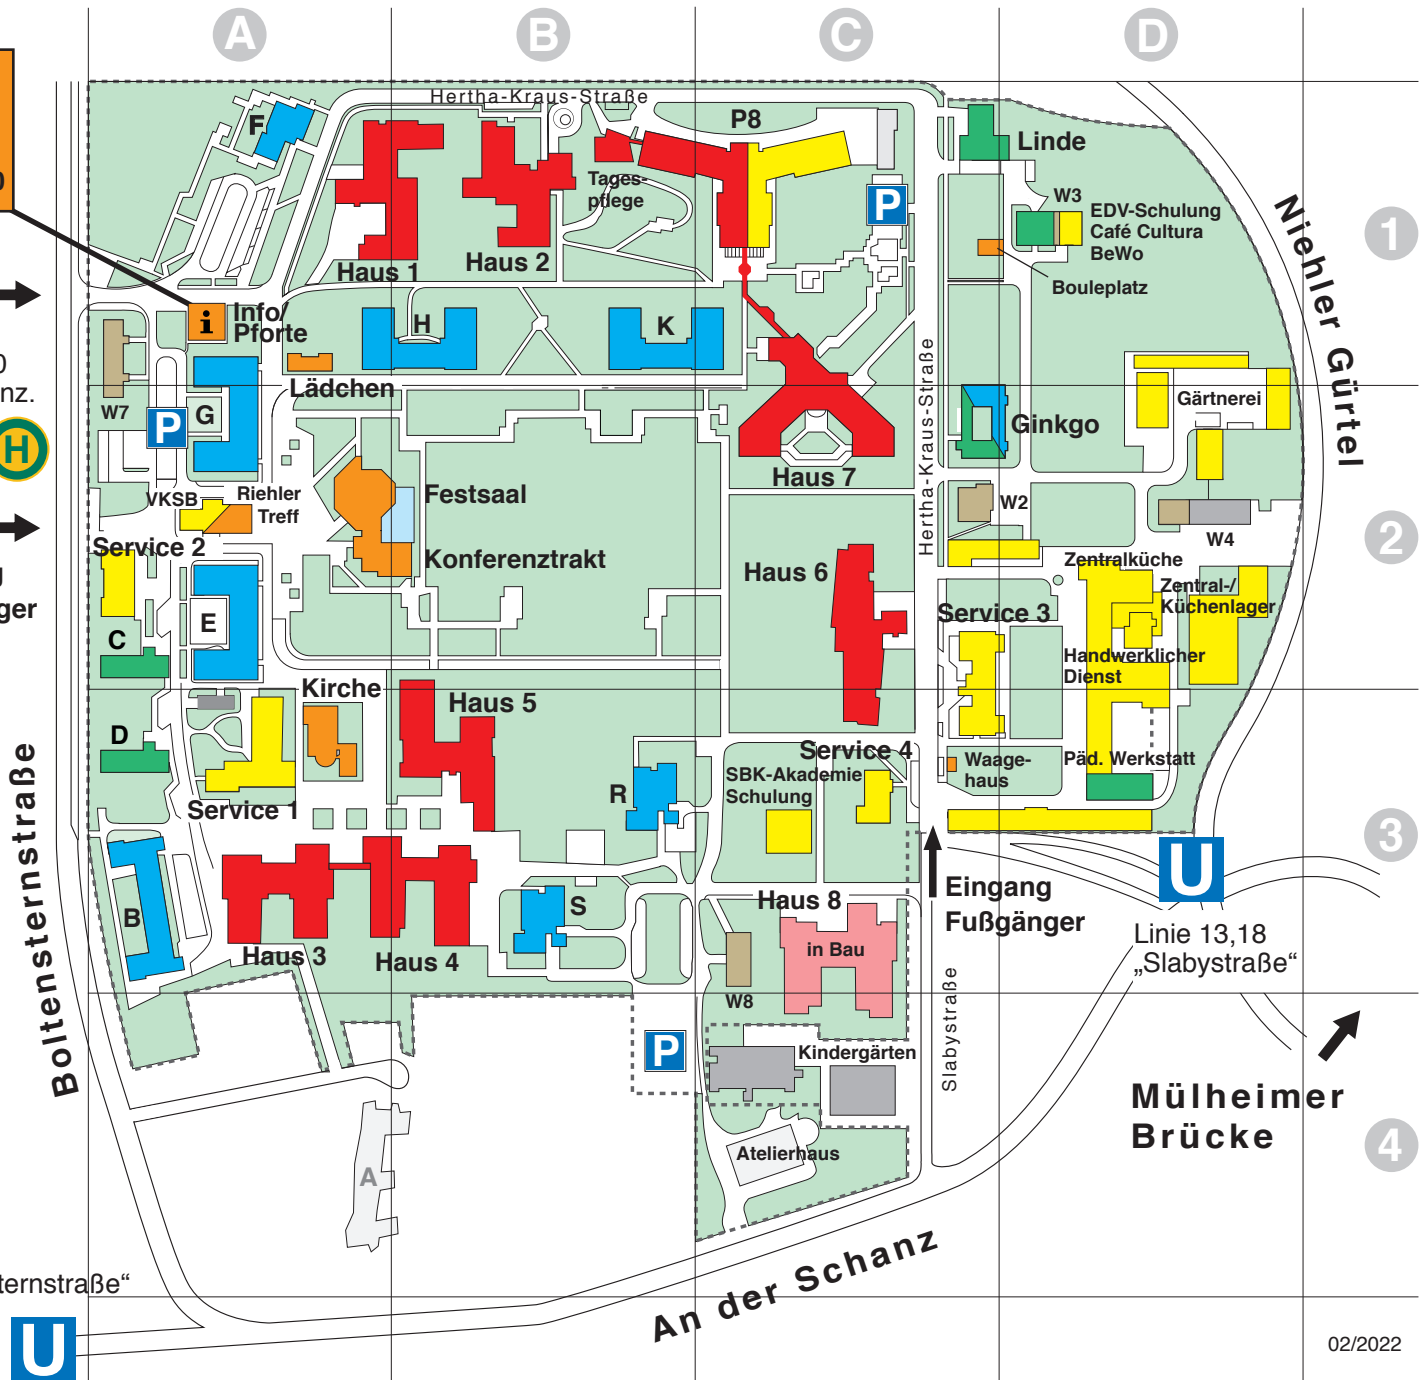 A
B
C
D
Hertha-Kraus-Straße
F
P8
Linde
Tages-
pflege
W3
EDV-Schulung
Café Cultura
BeWo
P
0
1
Niehler Gürtel
Haus 1
Haus 2
Bouleplatz
i
Info/
Pforte
H
K
Hertha-Kraus-Straße
0
nz.
Lädchen
W7
P
G
H
Ginkgo
Gärtnerei
Haus 7
VKSB
Riehler
Treff
Festsaal
W2
W4
2
Service 2
Konferenztrakt
Haus 6
Zentralküche
Zentral-/
Küchenlager
g
ger
C
E
Service 3
Handwerklicher
Dienst
Kirche
Haus 5
D
Service 4
SBK-Akademie
Schulung
Waage-
haus
Päd. Werkstatt
Service 1
R
Boltensternstraße
3
U
B
S
Haus 8
Eingang
Fußgänger
Haus 3
Haus 4
in Bau
Linie 13,18
„Slabystraße“
W8
Slabystraße
P
Kindergärten
Mülheimer
Brücke
4
Atelierhaus
A
An der Schanz
ternstraße“
U
02/2022